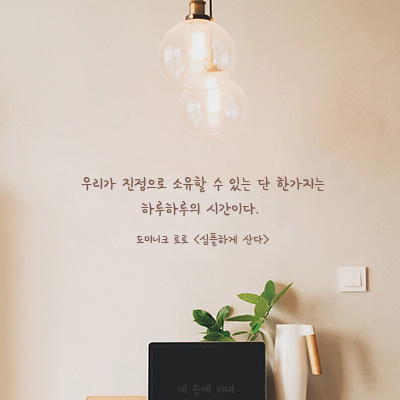 우리가 진정으로 소유할 수 있는 단 한가지는
하루하루의 시간이다.
도미니크 로로 <심플하게 산다>
내 등에 기대